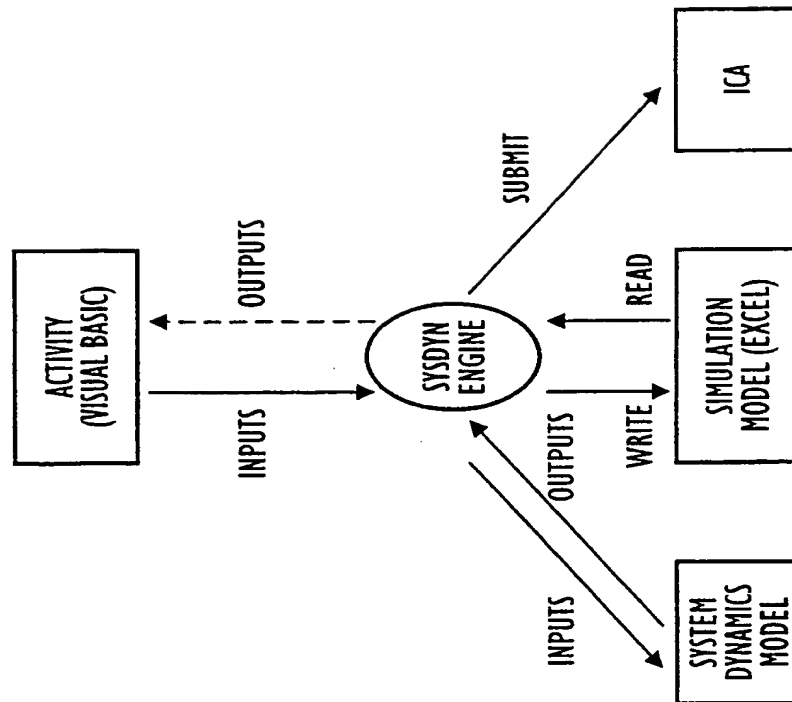 ACTIVITY
(VISUAL BASIC)
INPUTS
OUTPUTS
SYSDYN
ENGINE
INPUTS
OUTPUTS
WRITE
READ
SUBMIT
SYSTEM
DYNAMICS
MODEL
SIMULATION
MODEL (EXCEL)
ICA